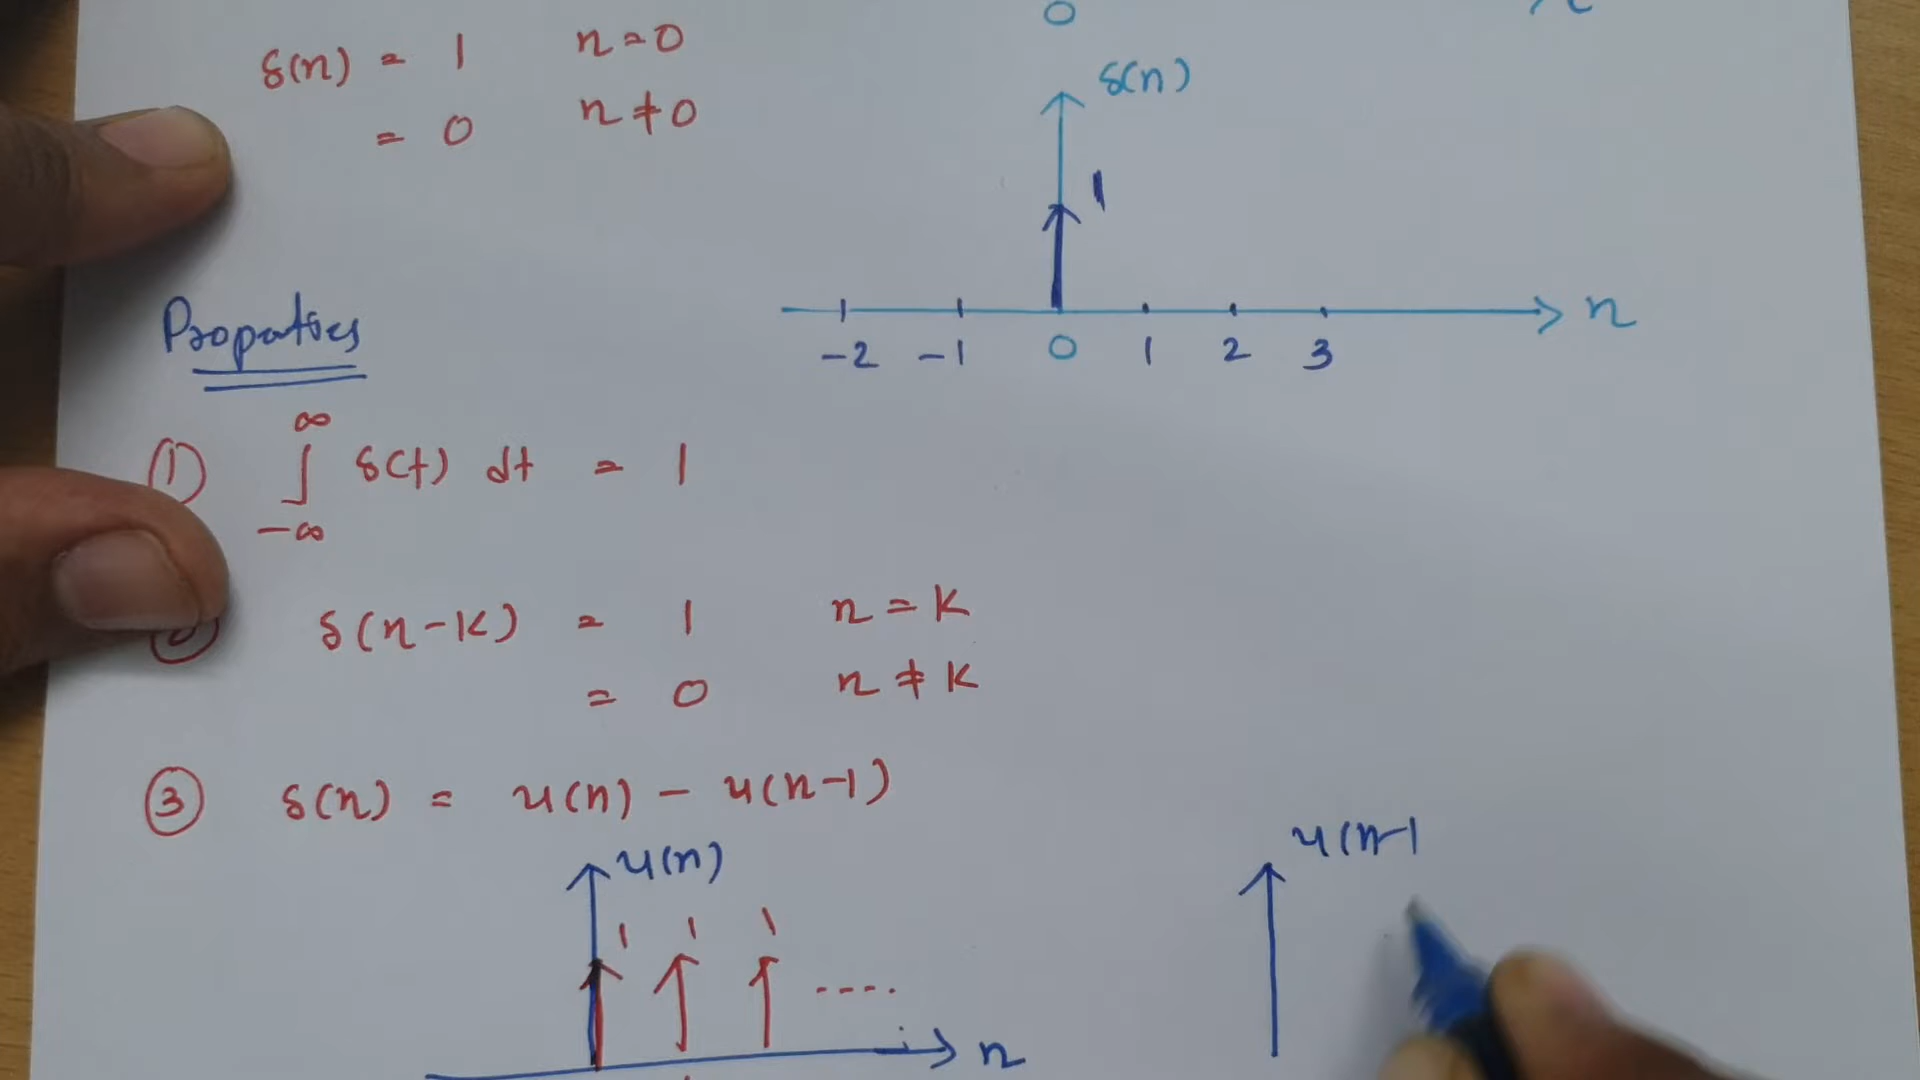 0
δ(n) = 1 n=0
= 0 n≠0
δ(n)
1
n
-2 -1 0 1 2 3
Properties
① ∫ δ(t) dt = 1
∞
-∞
δ(n-k) = 1 n = k
= 0 n ≠ k
③ δ(n) = u(n) - u(n-1)
u(n)
1 1 1
....
n
u(n-1